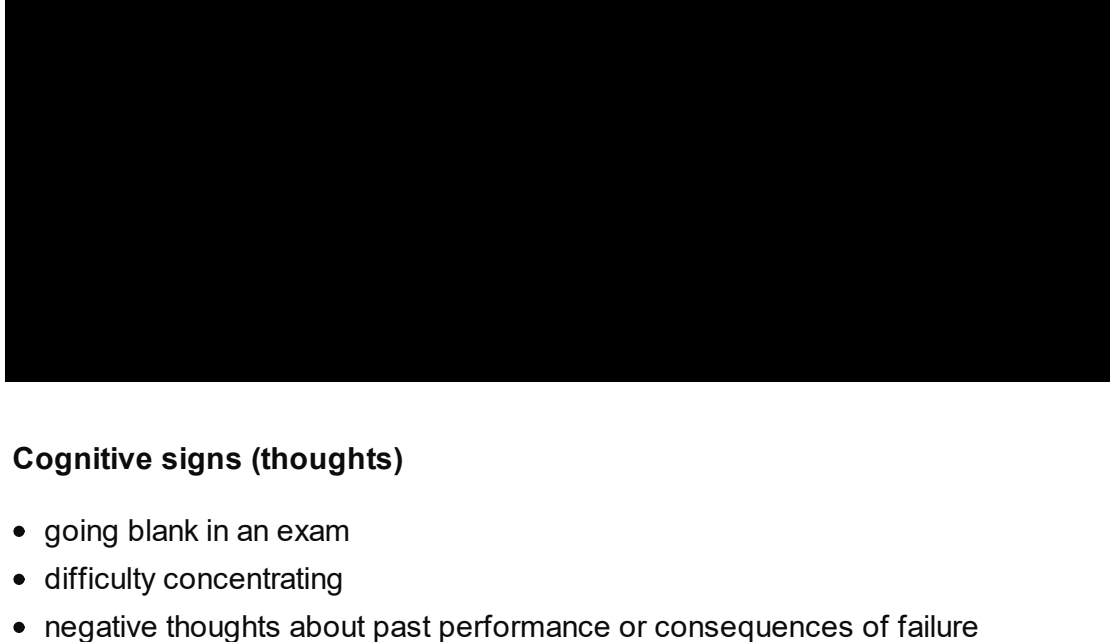 Cognitive signs (thoughts)
• going blank in an exam
• difficulty concentrating
• negative thoughts about past performance or consequences of failure